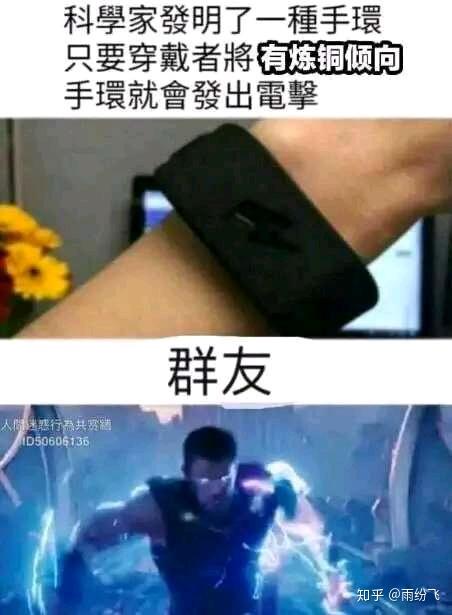 科學家發明了一種手環
只要穿戴者將有炼铜倾向
手環就會發出電擊
群友
人間迷惑行為共赏牆
ID50606136
知乎 @雨纷飞